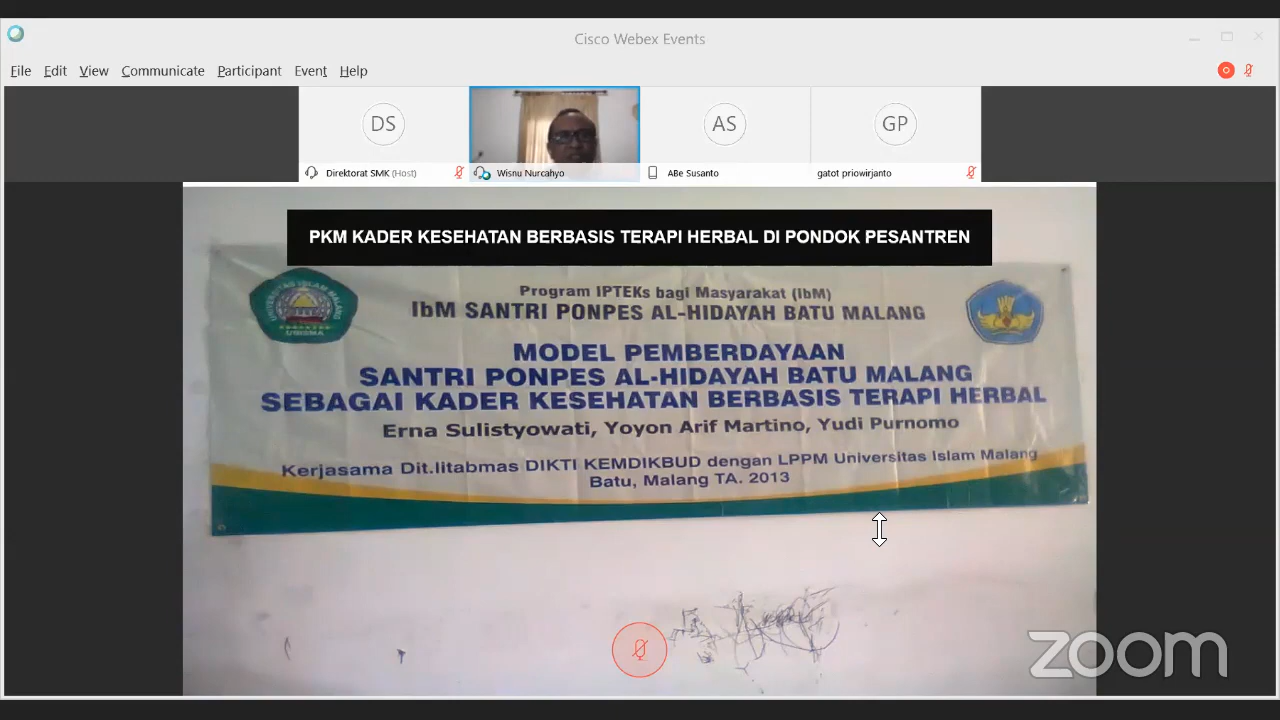 Cisco Webex Events
File Edit View Communicate Participant Event Help
DS
AS
GP
Direktorat SMK (Host)
Wisnu Nurcahyo
ABe Susanto
gatot priowirjanto
PKM KADER KESEHATAN BERBASIS TERAPI HERBAL DI PONDOK PESANTREN
UNIVERSITAS ISLAM MALANG
UNISMA
Program IPTEKs bagi Masyarakat (IbM)
IbM SANTRI PONPES AL-HIDAYAH BATU MALANG
MODEL PEMBERDAYAAN
SANTRI PONPES AL-HIDAYAH BATU MALANG
SEBAGAI KADER KESEHATAN BERBASIS TERAPI HERBAL
Erna Sulistyowati, Yoyon Arif Martino, Yudi Purnomo
Kerjasama Dit.litabmas DIKTI KEMDIKBUD dengan LPPM Universitas Islam Malang
Batu, Malang TA. 2013
zoom